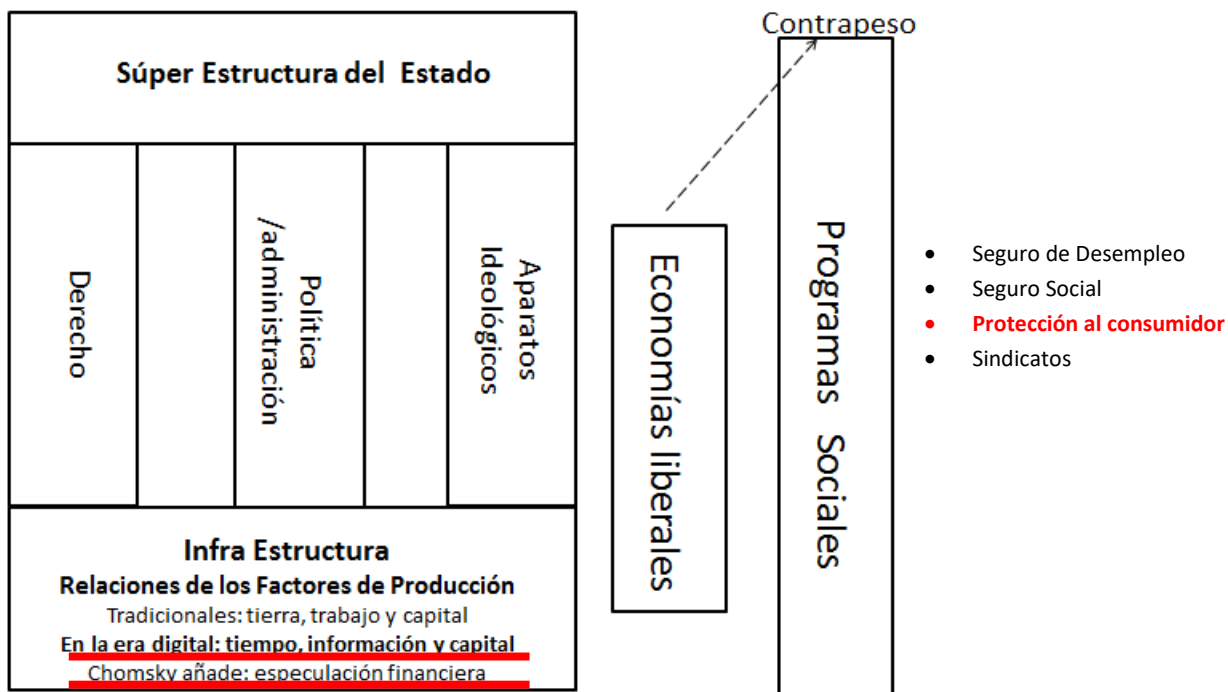 Súper Estructura del Estado
Derecho
Política
/administración
Aparatos
Ideológicos
Infra Estructura
Relaciones de los Factores de Producción
Tradicionales: tierra, trabajo y capital
En la era digital: tiempo, información y capital
Chomsky añade: especulación financiera
Economías liberales
Contrapeso
Programas Sociales
• Seguro de Desempleo
• Seguro Social
• Protección al consumidor
• Sindicatos